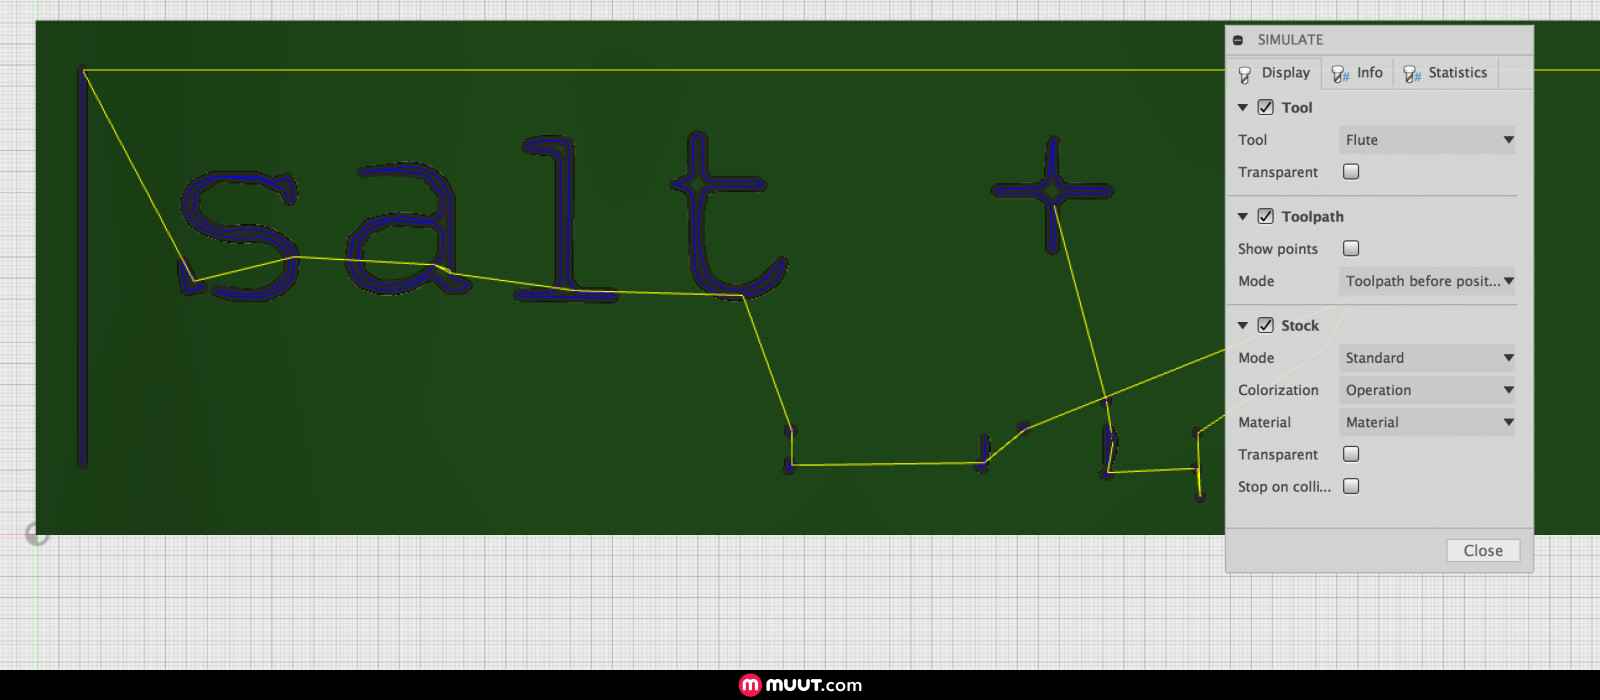 SIMULATE
Display Info Statistics
Tool
Tool Flute
Transparent
Toolpath
Show points
Mode Toolpath before posit...
Stock
Mode Standard
Colorization Operation
Material Material
Transparent
Stop on colli...
Close
salt +
muut.com